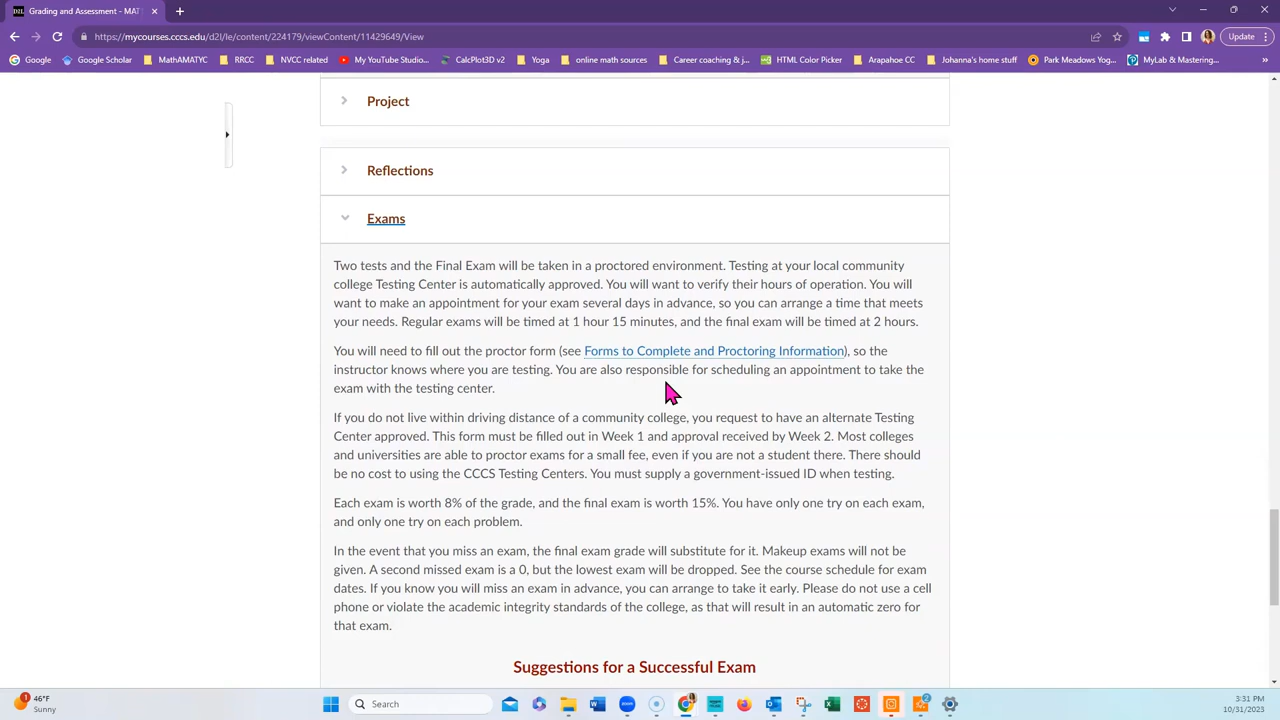 Grading and Assessment - MAT
Update
https://mycourses.cccs.edu/d2l/le/content/224179/viewContent/11429649/View
Google
Google Scholar
MathAMATYC
RRCC
NVCC related
My YouTube Studio...
CalcPlot3D v2
Yoga
online math sources
Career coaching & j...
HTML Color Picker
Arapahoe CC
Johanna's home stuff
Park Meadows Yog...
MyLab & Mastering...
Project
Reflections
Exams
Two tests and the Final Exam will be taken in a proctored environment. Testing at your local community
college Testing Center is automatically approved. You will want to verify their hours of operation. You will
want to make an appointment for your exam several days in advance, so you can arrange a time that meets
your needs. Regular exams will be timed at 1 hour 15 minutes, and the final exam will be timed at 2 hours.
You will need to fill out the proctor form (see Forms to Complete and Proctoring Information), so the
instructor knows where you are testing. You are also responsible for scheduling an appointment to take the
exam with the testing center.
If you do not live within driving distance of a community college, you request to have an alternate Testing
Center approved. This form must be filled out in Week 1 and approval received by Week 2. Most colleges
and universities are able to proctor exams for a small fee, even if you are not a student there. There should
be no cost to using the CCCS Testing Centers. You must supply a government-issued ID when testing.
Each exam is worth 8% of the grade, and the final exam is worth 15%. You have only one try on each exam,
and only one try on each problem.
In the event that you miss an exam, the final exam grade will substitute for it. Makeup exams will not be
given. A second missed exam is a 0, but the lowest exam will be dropped. See the course schedule for exam
dates. If you know you will miss an exam in advance, you can arrange to take it early. Please do not use a cell
phone or violate the academic integrity standards of the college, as that will result in an automatic zero for
that exam.
Suggestions for a Successful Exam
46°F
Sunny
Search
3:31 PM
10/31/2023